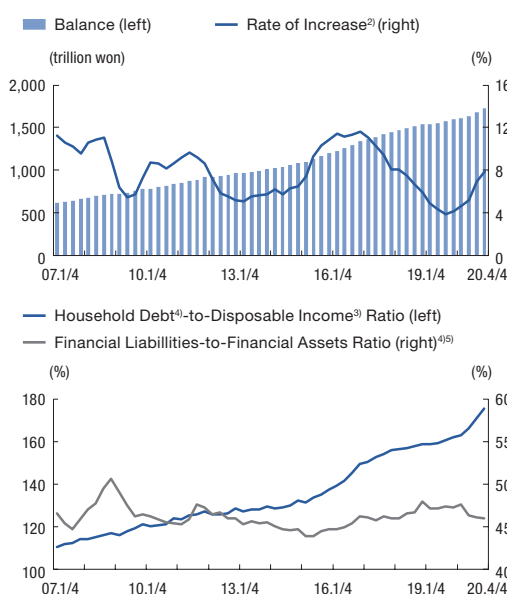 Balance (left) Rate of Increase²⁾ (right)
(trillion won) (%)
2,000 16
1,500 12
1,000 8
500 4
0 0
07.1/4 10.1/4 13.1/4 16.1/4 19.1/4 20.4/4
Household Debt⁴⁾-to-Disposable Income³⁾ Ratio (left)
Financial Liabillities-to-Financial Assets Ratio (right)⁴⁾⁵⁾
(%) (%)
180 60
160 55
140 50
120 45
100 40
07.1/4 10.1/4 13.1/4 16.1/4 19.1/4 20.4/4